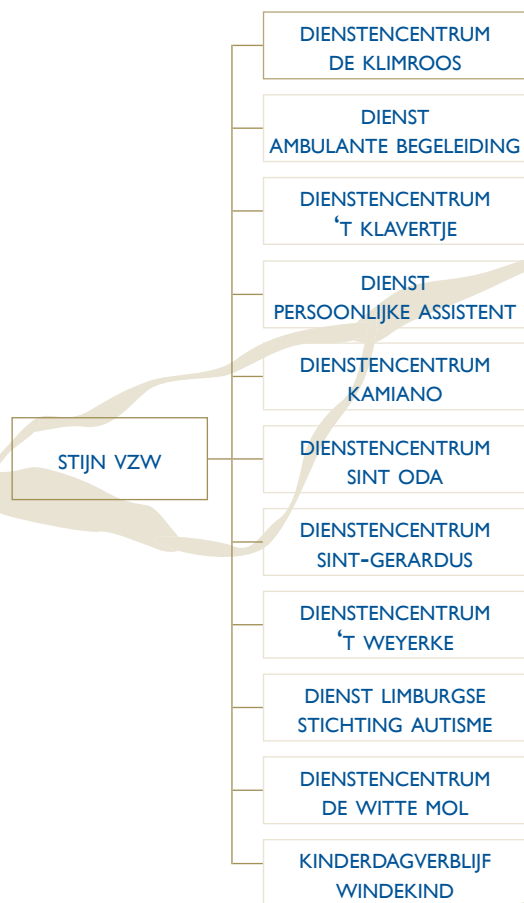 DIENSTENCENTRUM
DE KLIMROOS
DIENST
AMBULANTE BEGELEIDING
DIENSTENCENTRUM
'T KLAVERTJE
DIENST
PERSOONLIJKE ASSISTENT
DIENSTENCENTRUM
KAMIANO
STIJN VZW
DIENSTENCENTRUM
SINT ODA
DIENSTENCENTRUM
SINT-GERARDUS
DIENSTENCENTRUM
'T WEYERKE
DIENST LIMBURGSE
STICHTING AUTISME
DIENSTENCENTRUM
DE WITTE MOL
KINDERDAGVERBLIJF
WINDEKIND